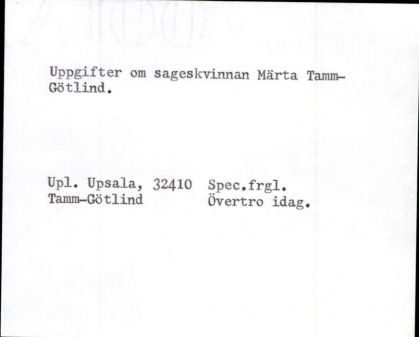 Uppgifter om sageskvinnan Märta Tamm-
Götlind.
Upl. Upsala, 32410 Spec.frgl.
Tamm-Götlind Övertro idag.